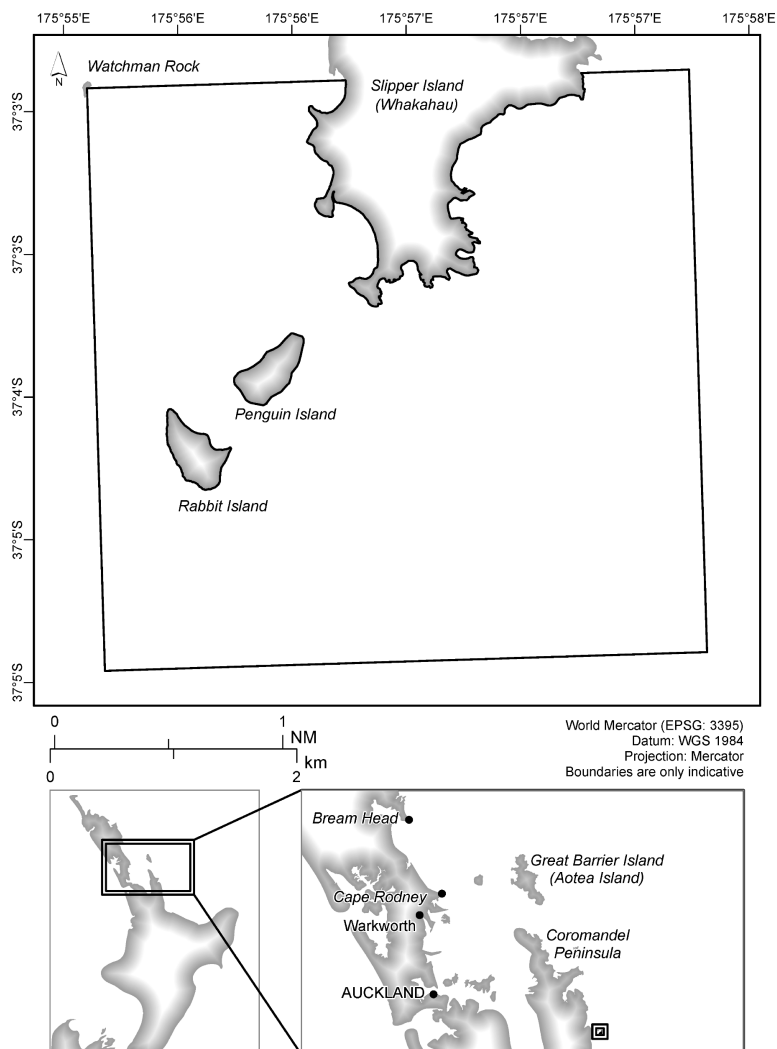 175°55'E 175°56'E 175°56'E 175°57'E 175°57'E 175°57'E 175°58'E
N
Watchman Rock
Slipper Island
(Whakahau)
37°3'S
37°3'S
37°4'S
37°5'S
37°5'S
Penguin Island
Rabbit Island
0 1
NM
km
0 2
World Mercator (EPSG: 3395)
Datum: WGS 1984
Projection: Mercator
Boundaries are only indicative
Bream Head
Great Barrier Island
(Aotea Island)
Cape Rodney
Warkworth
Coromandel
Peninsula
AUCKLAND